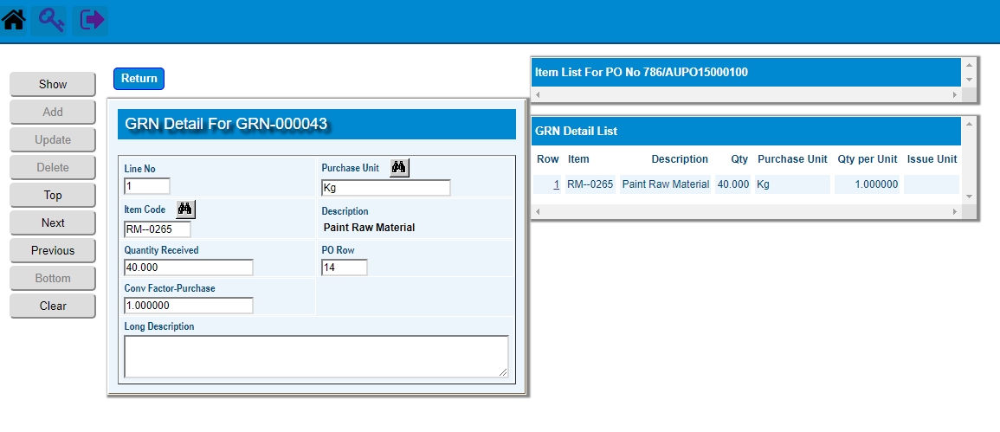 Show
Add
Update
Delete
Top
Next
Previous
Bottom
Clear
Return
GRN Detail For GRN-000043
Line No
1
Purchase Unit
Kg
Item Code
RM--0265
Description
Paint Raw Material
Quantity Received
40.000
PO Row
14
Conv Factor-Purchase
1.000000
Long Description
Item List For PO No 786/AUPO15000100
GRN Detail List
Row Item Description Qty Purchase Unit Qty per Unit Issue Unit
1 RM--0265 Paint Raw Material 40.000 Kg 1.000000